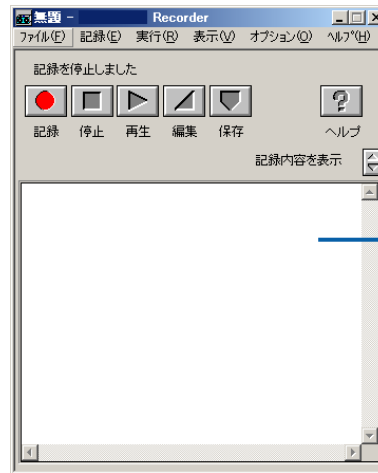 無題 - Recorder
ファイル(F) 記録(E) 実行(R) 表示(V) オプション(O) ヘルプ(H)
記録を停止しました
?
記録 停止 再生 編集 保存 ヘルプ
記録内容を表示